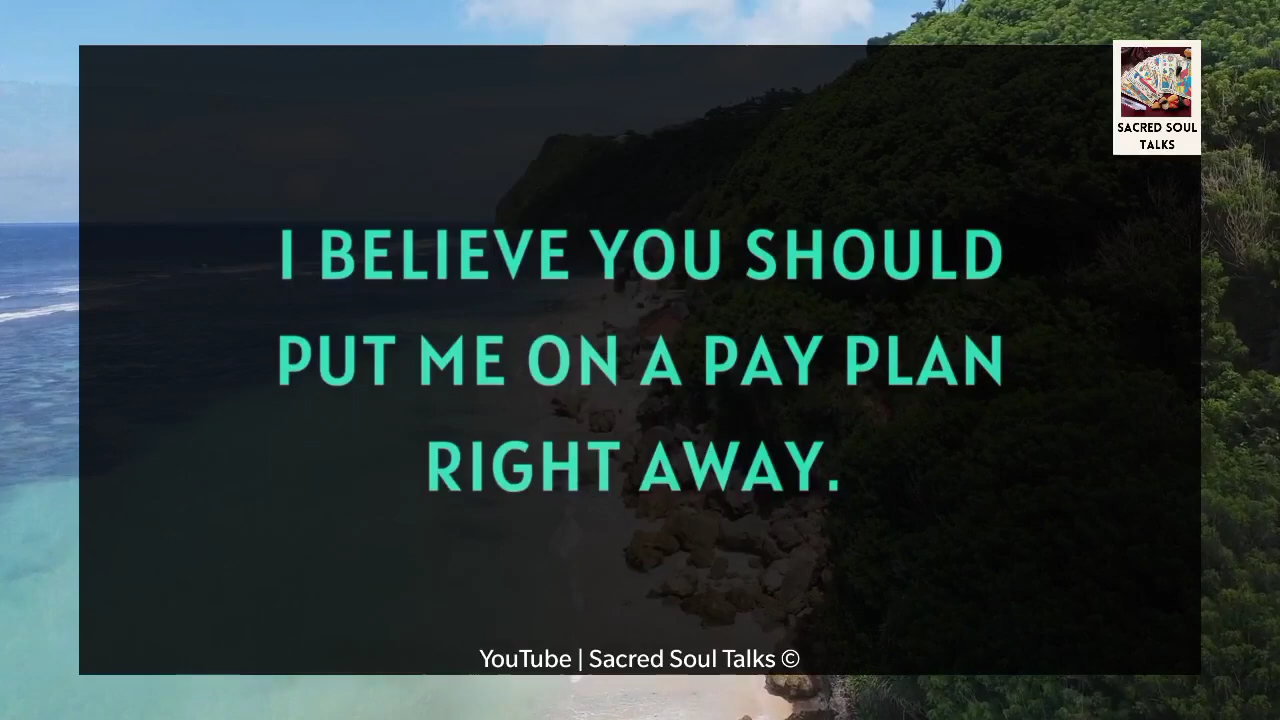 SACRED SOUL
TALKS
I BELIEVE YOU SHOULD
PUT ME ON A PAY PLAN
RIGHT AWAY.
YouTube | Sacred Soul Talks ©